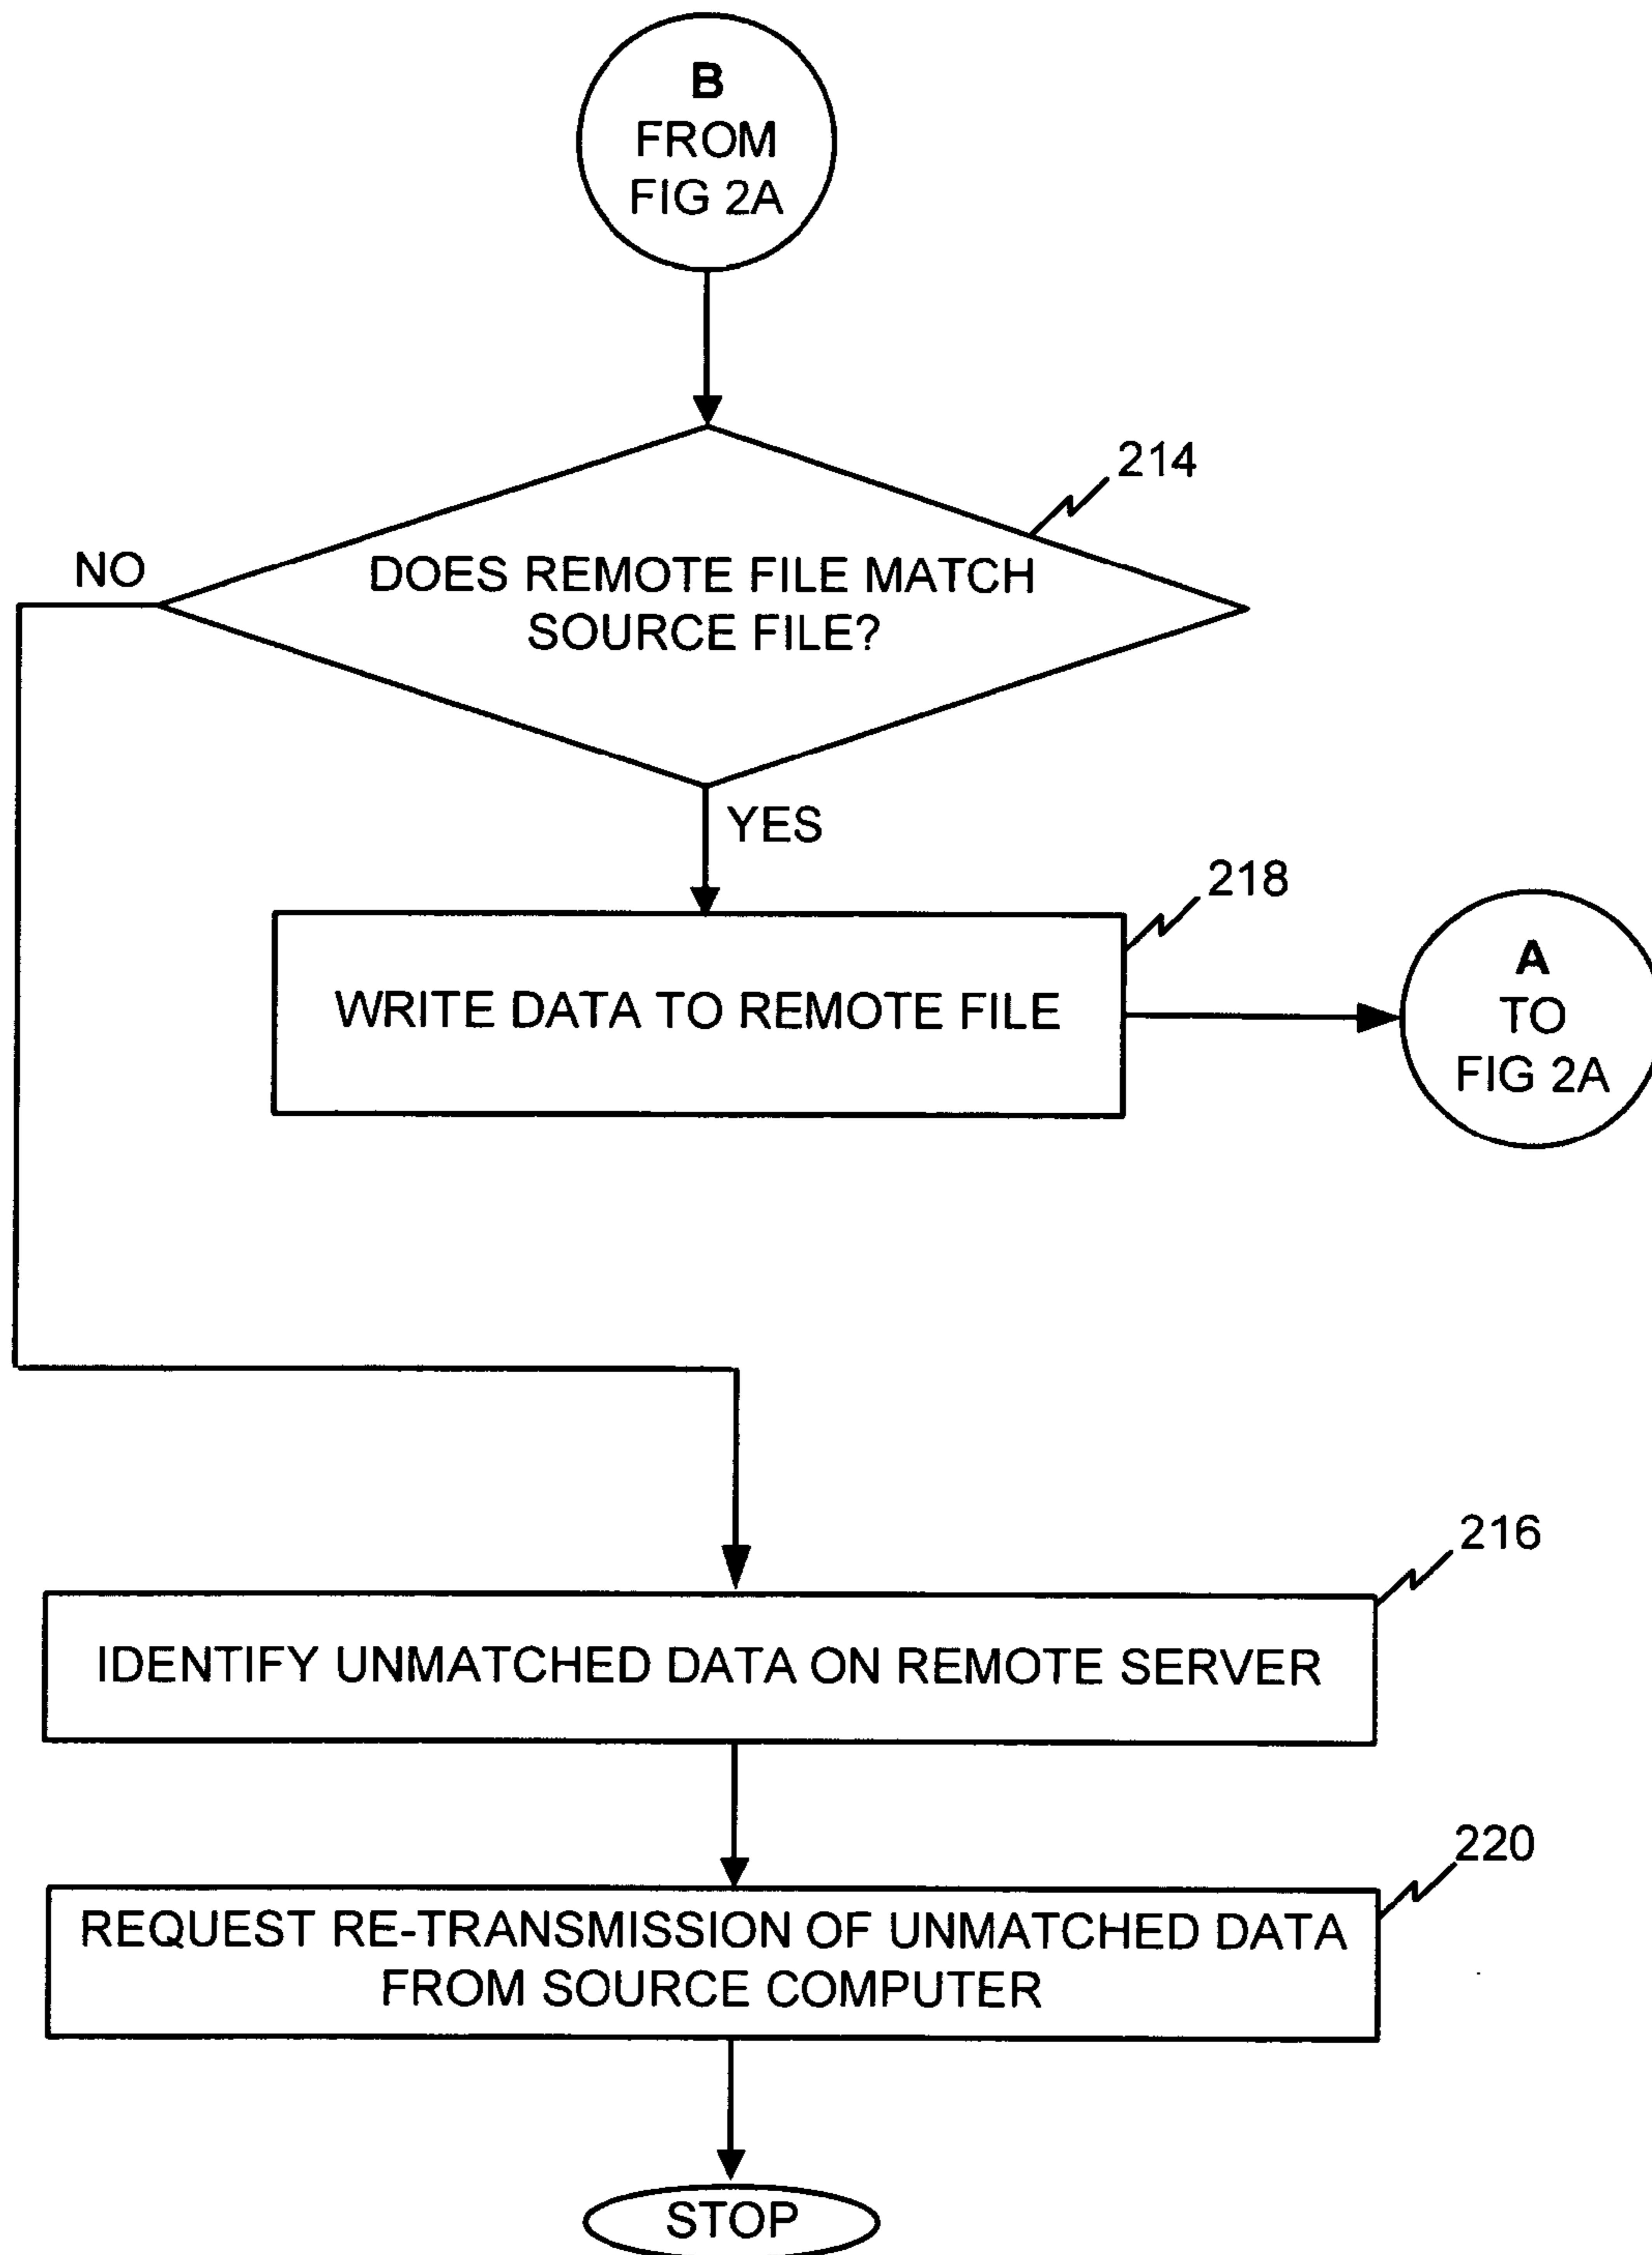 B
FROM
FIG 2A
214
NO
DOES REMOTE FILE MATCH
SOURCE FILE?
YES
218
WRITE DATA TO REMOTE FILE
A
TO
FIG 2A
216
IDENTIFY UNMATCHED DATA ON REMOTE SERVER
220
REQUEST RE-TRANSMISSION OF UNMATCHED DATA
FROM SOURCE COMPUTER
STOP